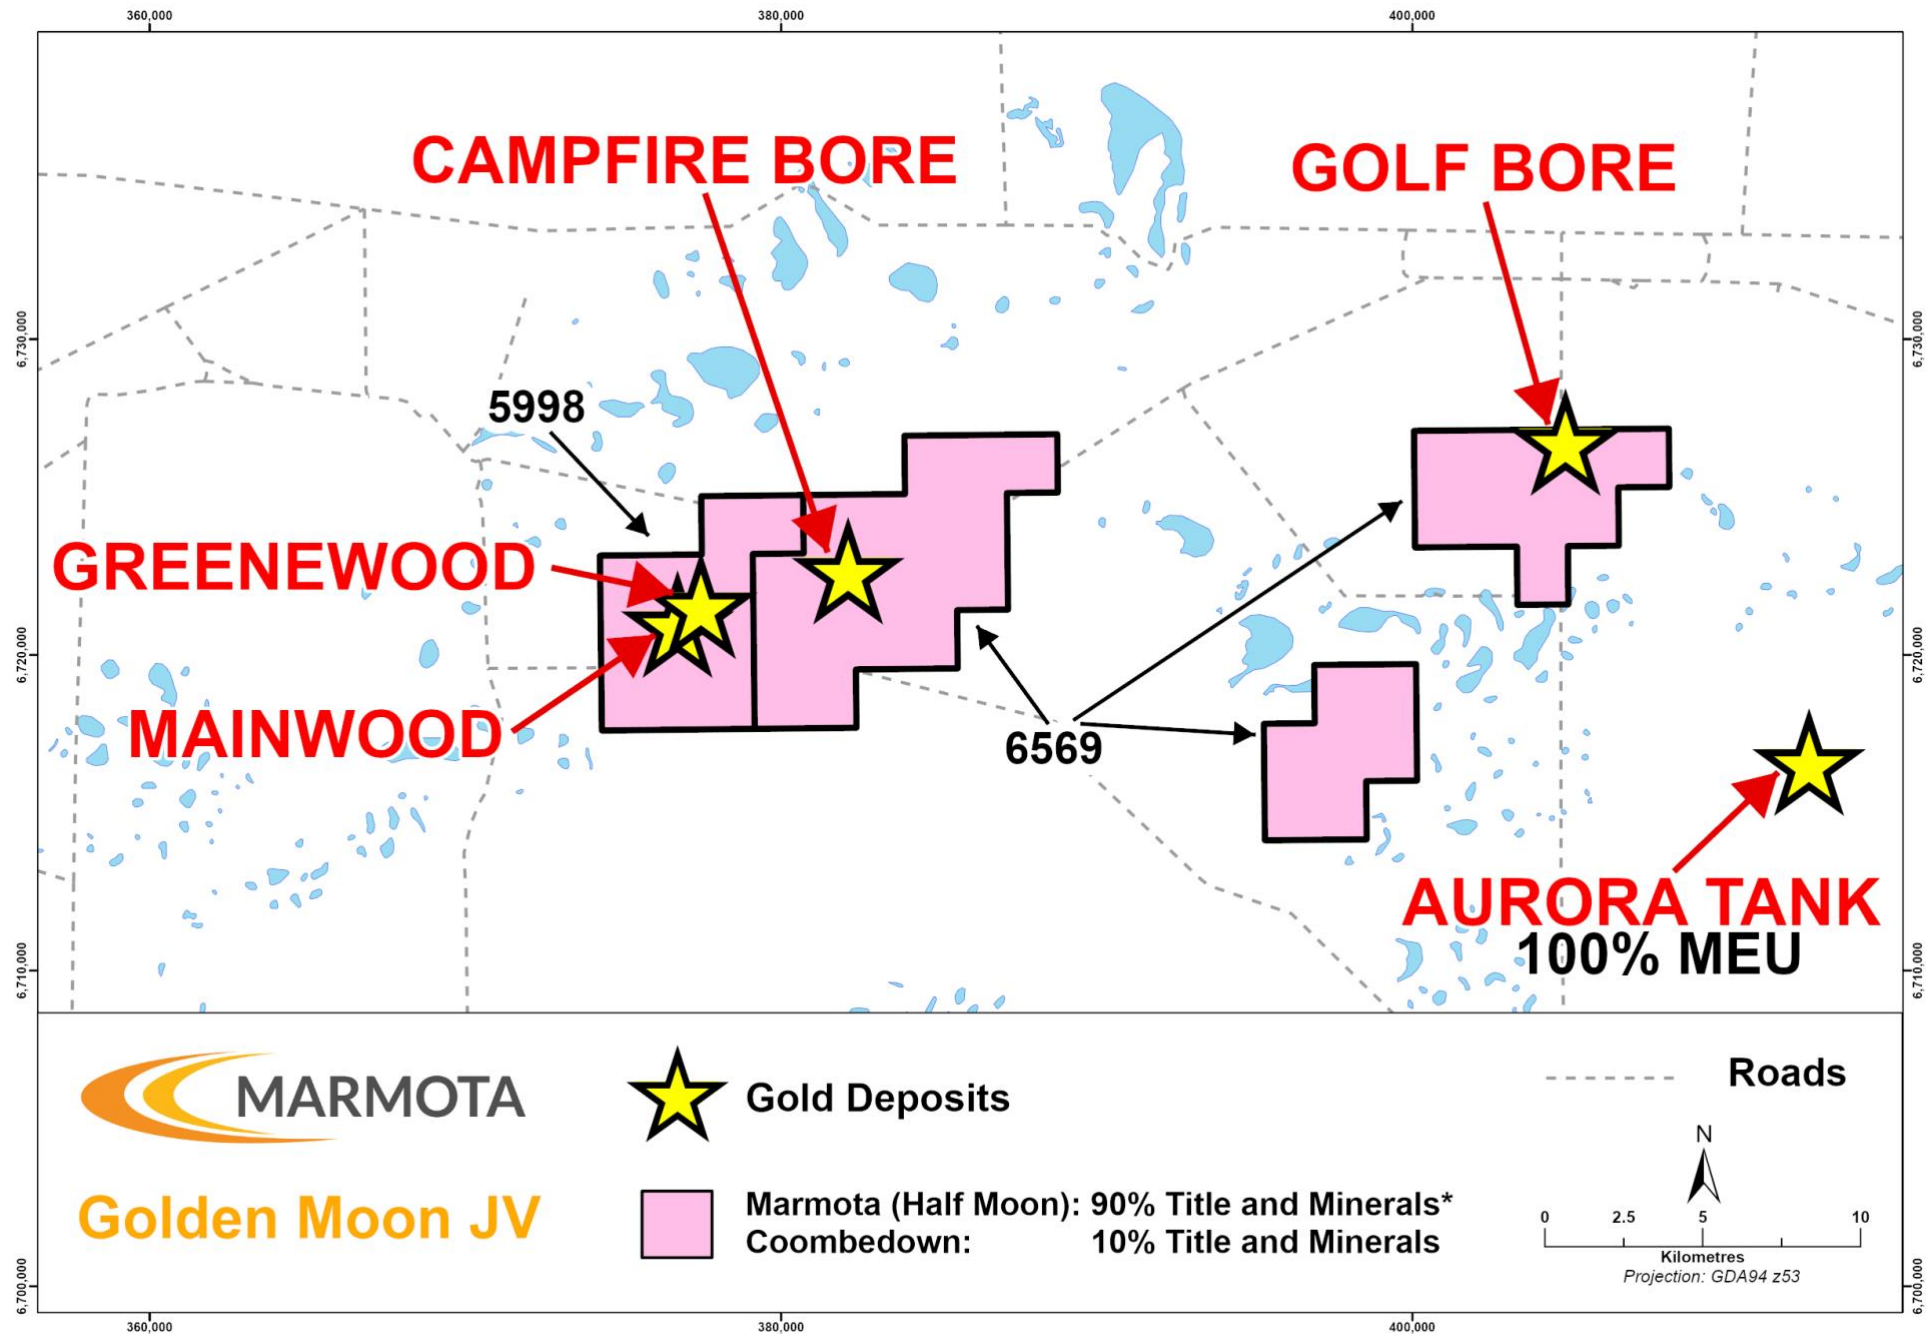 360,000
380,000
400,000
CAMPFIRE BORE
GOLF BORE
6,730,000
6,730,000
5998
GREENEWOOD
6,720,000
6,720,000
MAINWOOD
6569
AURORA TANK
100% MEU
6,710,000
6,710,000
MARMOTA
Gold Deposits
Roads
N
Golden Moon JV
Marmota (Half Moon): 90% Title and Minerals*
Coombedown: 10% Title and Minerals
0 2.5 5 10
Kilometres
Projection: GDA94 z53
6,700,000
6,700,000
360,000
380,000
400,000